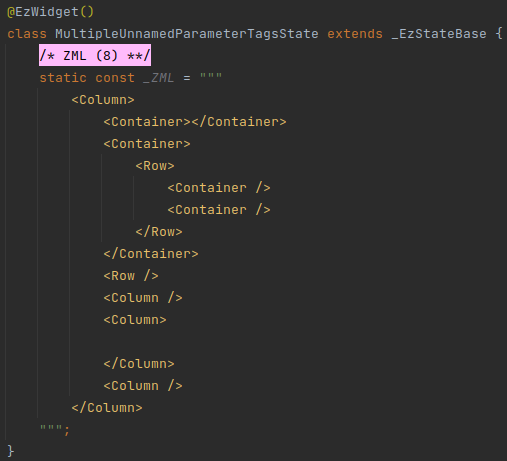 @EzWidget()
class MultipleUnnamedParameterTagsState extends _EzStateBase {
    /* ZML (8) **/
    static const _ZML = """
        <Column>
            <Container></Container>
            <Container>
                <Row>
                    <Container />
                    <Container />
                </Row>
            </Container>
            <Row />
            <Column />
            <Column>

            </Column>
            <Column />
        </Column>
    """;
}